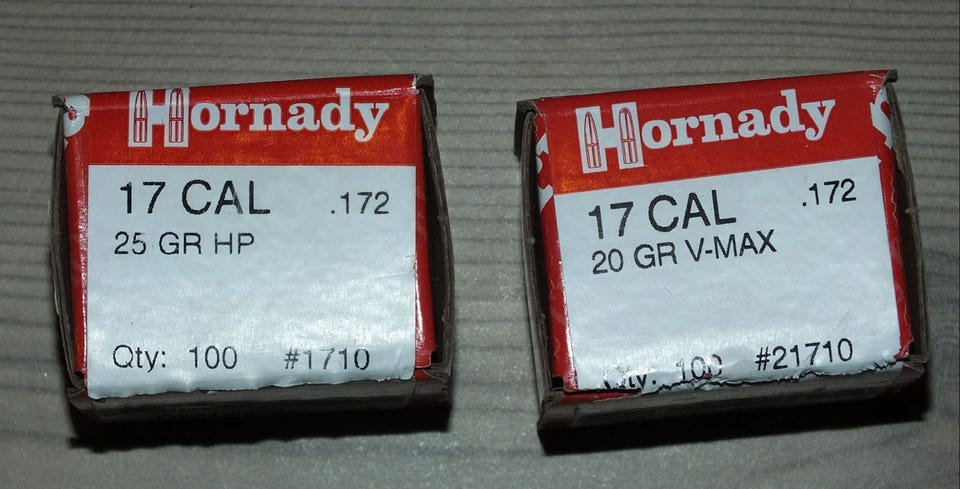 Hornady
17 CAL .172
25 GR HP
Qty: 100 #1710
Hornady
17 CAL .172
20 GR V-MAX
Qty: 100 #21710